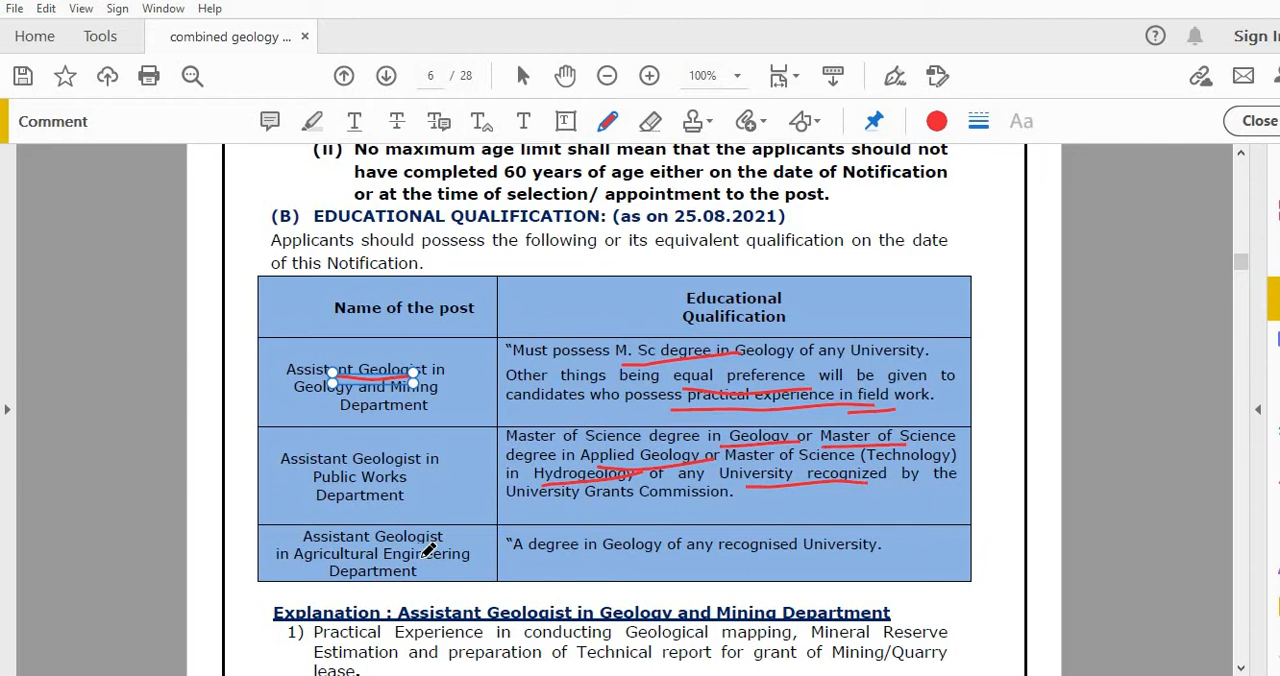 File Edit View Sign Window Help
Home Tools combined geology ... × Sign I
6 / 28 100%
Comment Aa Close
(ii) No maximum age limit shall mean that the applicants should not
have completed 60 years of age either on the date of Notification
or at the time of selection/ appointment to the post.
(B) EDUCATIONAL QUALIFICATION: (as on 25.08.2021)
Applicants should possess the following or its equivalent qualification on the date
of this Notification.
Name of the post
Educational
Qualification
Assistant Geologist in
Geology and Mining
Department
"Must possess M. Sc degree in Geology of any University.
Other things being equal preference will be given to
candidates who possess practical experience in field work.
Assistant Geologist in
Public Works
Department
Master of Science degree in Geology or Master of Science
degree in Applied Geology or Master of Science (Technology)
in Hydrogeology of any University recognized by the
University Grants Commission.
Assistant Geologist
in Agricultural Engineering
Department
"A degree in Geology of any recognised University.
Explanation : Assistant Geologist in Geology and Mining Department
1) Practical Experience in conducting Geological mapping, Mineral Reserve
Estimation and preparation of Technical report for grant of Mining/Quarry
lease.